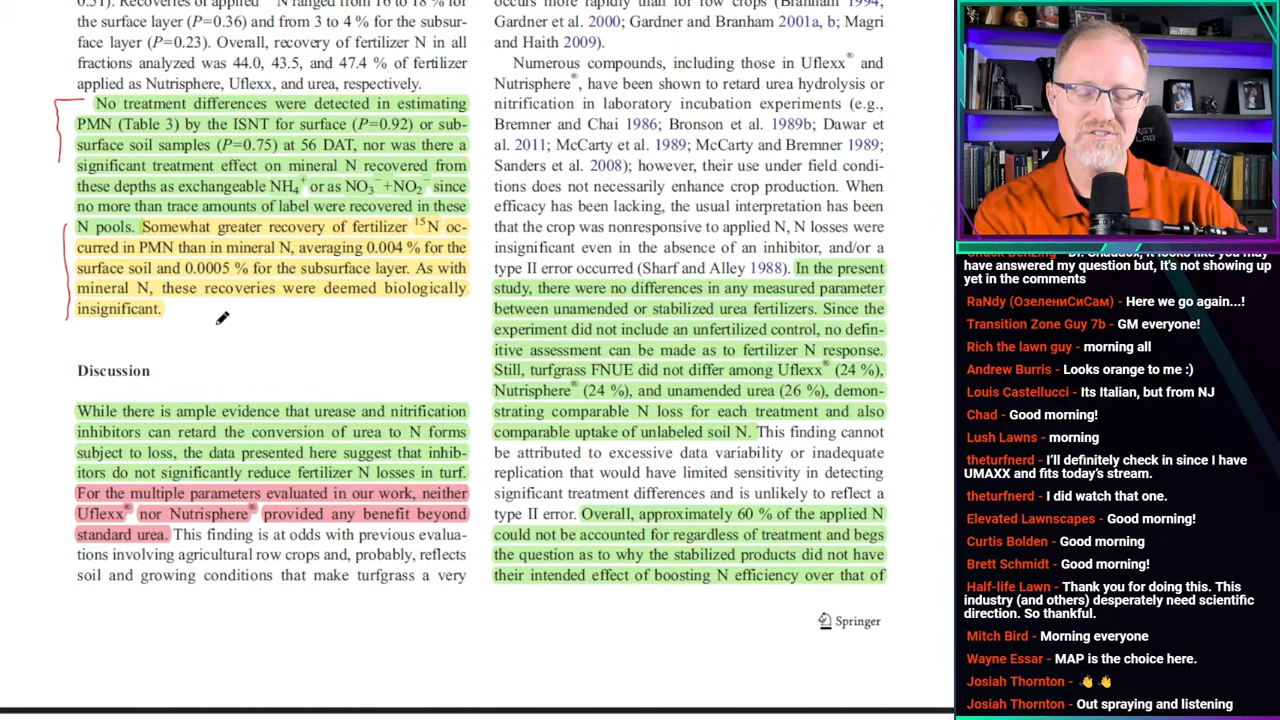 0.51). Recoveries of applied N ranged from 16 to 18 % for
the surface layer (P=0.36) and from 3 to 4 % for the subsur-
face layer (P=0.23). Overall, recovery of fertilizer N in all
fractions analyzed was 44.0, 43.5, and 47.4 % of fertilizer
applied as Nutrisphere, Uflexx, and urea, respectively.
No treatment differences were detected in estimating
PMN (Table 3) by the ISNT for surface (P=0.92) or sub-
surface soil samples (P=0.75) at 56 DAT, nor was there a
significant treatment effect on mineral N recovered from
these depths as exchangeable NH₄⁺ or as NO₃⁻+NO₂⁻ since
no more than trace amounts of label were recovered in these
N pools. Somewhat greater recovery of fertilizer ¹⁵N oc-
curred in PMN than in mineral N, averaging 0.004 % for the
surface soil and 0.0005 % for the subsurface layer. As with
mineral N, these recoveries were deemed biologically
insignificant.
Discussion
While there is ample evidence that urease and nitrification
inhibitors can retard the conversion of urea to N forms
subject to loss, the data presented here suggest that inhib-
itors do not significantly reduce fertilizer N losses in turf.
For the multiple parameters evaluated in our work, neither
Uflexx® nor Nutrisphere® provided any benefit beyond
standard urea. This finding is at odds with previous evalua-
tions involving agricultural row crops and, probably, reflects
soil and growing conditions that make turfgrass a very
occurs more rapidly than for row crops (Branham 1994;
Gardner et al. 2000; Gardner and Branham 2001a, b; Magri
and Haith 2009).
Numerous compounds, including those in Uflexx® and
Nutrisphere®, have been shown to retard urea hydrolysis or
nitrification in laboratory incubation experiments (e.g.,
Bremner and Chai 1986; Bronson et al. 1989b; Dawar et
al. 2011; McCarty et al. 1989; McCarty and Bremner 1989;
Sanders et al. 2008); however, their use under field condi-
tions does not necessarily enhance crop production. When
efficacy has been lacking, the usual interpretation has been
that the crop was nonresponsive to applied N, N losses were
insignificant even in the absence of an inhibitor, and/or a
type II error occurred (Sharf and Alley 1988). In the present
study, there were no differences in any measured parameter
between unamended or stabilized urea fertilizers. Since the
experiment did not include an unfertilized control, no defin-
itive assessment can be made as to fertilizer N response.
Still, turfgrass FNUE did not differ among Uflexx® (24 %),
Nutrisphere® (24 %), and unamended urea (26 %), demon-
strating comparable N loss for each treatment and also
comparable uptake of unlabeled soil N. This finding cannot
be attributed to excessive data variability or inadequate
replication that would have limited sensitivity in detecting
significant treatment differences and is unlikely to reflect a
type II error. Overall, approximately 60 % of the applied N
could not be accounted for regardless of treatment and begs
the question as to why the stabilized products did not have
their intended effect of boosting N efficiency over that of
Springer
Dr. Shaddox, it looks like you may
have answered my question but, it's not showing up
yet in the comments
RaNdy (ОзелениСиСам) - Here we go again...!
Transition Zone Guy 7b - GM everyone!
Rich the lawn guy - morning all
Andrew Burris - Looks orange to me :)
Louis Castellucci - Its Italian, but from NJ
Chad - Good morning!
Lush Lawns - morning
theturfnerd - I'll definitely check in since I have
UMAXX and fits today's stream.
theturfnerd - I did watch that one.
Elevated Lawnscapes - Good morning!
Curtis Bolden - Good morning
Brett Schmidt - Good morning!
Half-life Lawn - Thank you for doing this. This
industry (and others) desperately need scientific
direction. So thankful.
Mitch Bird - Morning everyone
Wayne Essar - MAP is the choice here.
Josiah Thornton - 👋 👋
Josiah Thornton - Out spraying and listening